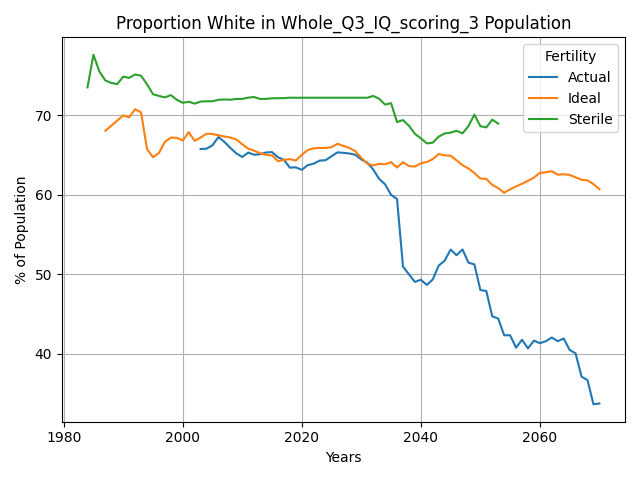 Proportion White in Whole_Q3_IQ_scoring_3 Population
Fertility
Actual
Ideal
Sterile
% of Population
70
60
50
40
1980
2000
2020
2040
2060
Years